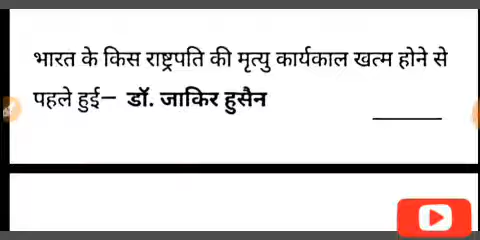 भारत के किस राष्ट्रपति की मृत्यु कार्यकाल खत्म होने से
पहले हुई– डॉ. जाकिर हुसैन